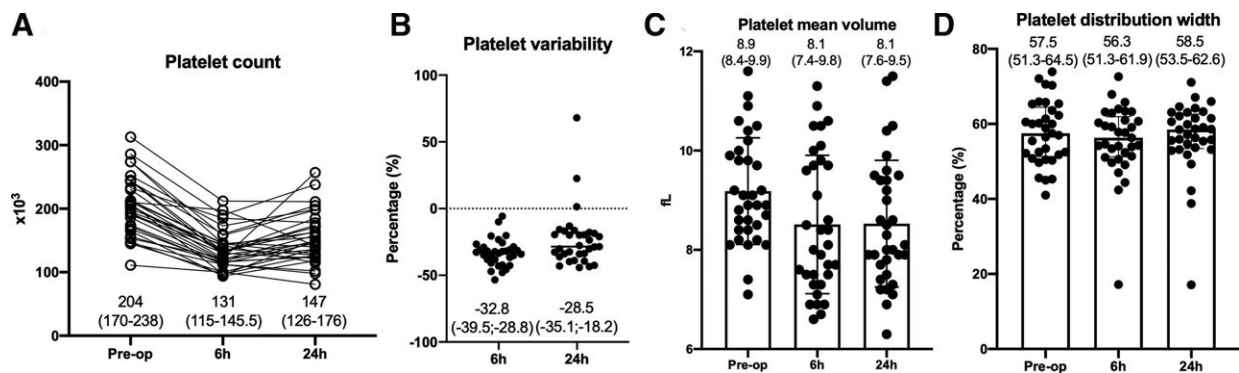 A
Platelet count
400
300
200
100
0
x10³
204 131 147
(170-238) (115-145.5) (126-176)
Pre-op 6h 24h
B
Platelet variability
100
50
0
-50
-100
Percentage (%)
-32.8 -28.5
(-39.5;-28.8) (-35.1;-18.2)
6h 24h
C
Platelet mean volume
8.9 8.1 8.1
(8.4-9.9) (7.4-9.8) (7.6-9.5)
12
10
8
6
fL
Pre-op 6h 24h
D
Platelet distribution width
57.5 56.3 58.5
(51.3-64.5) (51.3-61.9) (53.5-62.6)
80
60
40
20
0
Percentage (%)
Pre-op 6h 24h